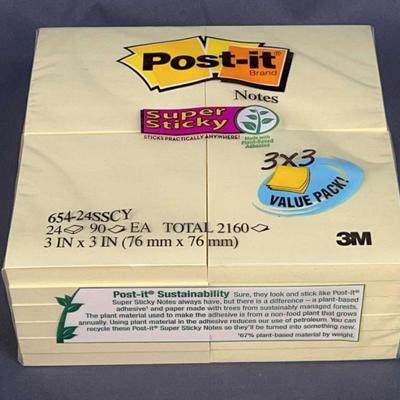 Post-it
Brand
Notes
Super
Sticky
STICKS PRACTICALLY ANYWHERE!
Made with
Plant-Based
Adhesive¹
3x3
VALUE PACK!
654-24SSCY
24 90 EA TOTAL 2160
3 IN x 3 IN (76 mm x 76 mm)
3M
Post-it® Sustainability Sure, they look and stick like Post-it®
Super Sticky Notes always have, but there is a difference – a plant-based
adhesive¹ and paper made with trees from sustainably managed forests.
The plant material used to make the adhesive is from a non-food plant that grows
annually. Using plant material in the adhesive reduces our use of petroleum. You can
recycle these Post-it® Super Sticky Notes so they'll be turned into something new.
¹67% plant-based material by weight.